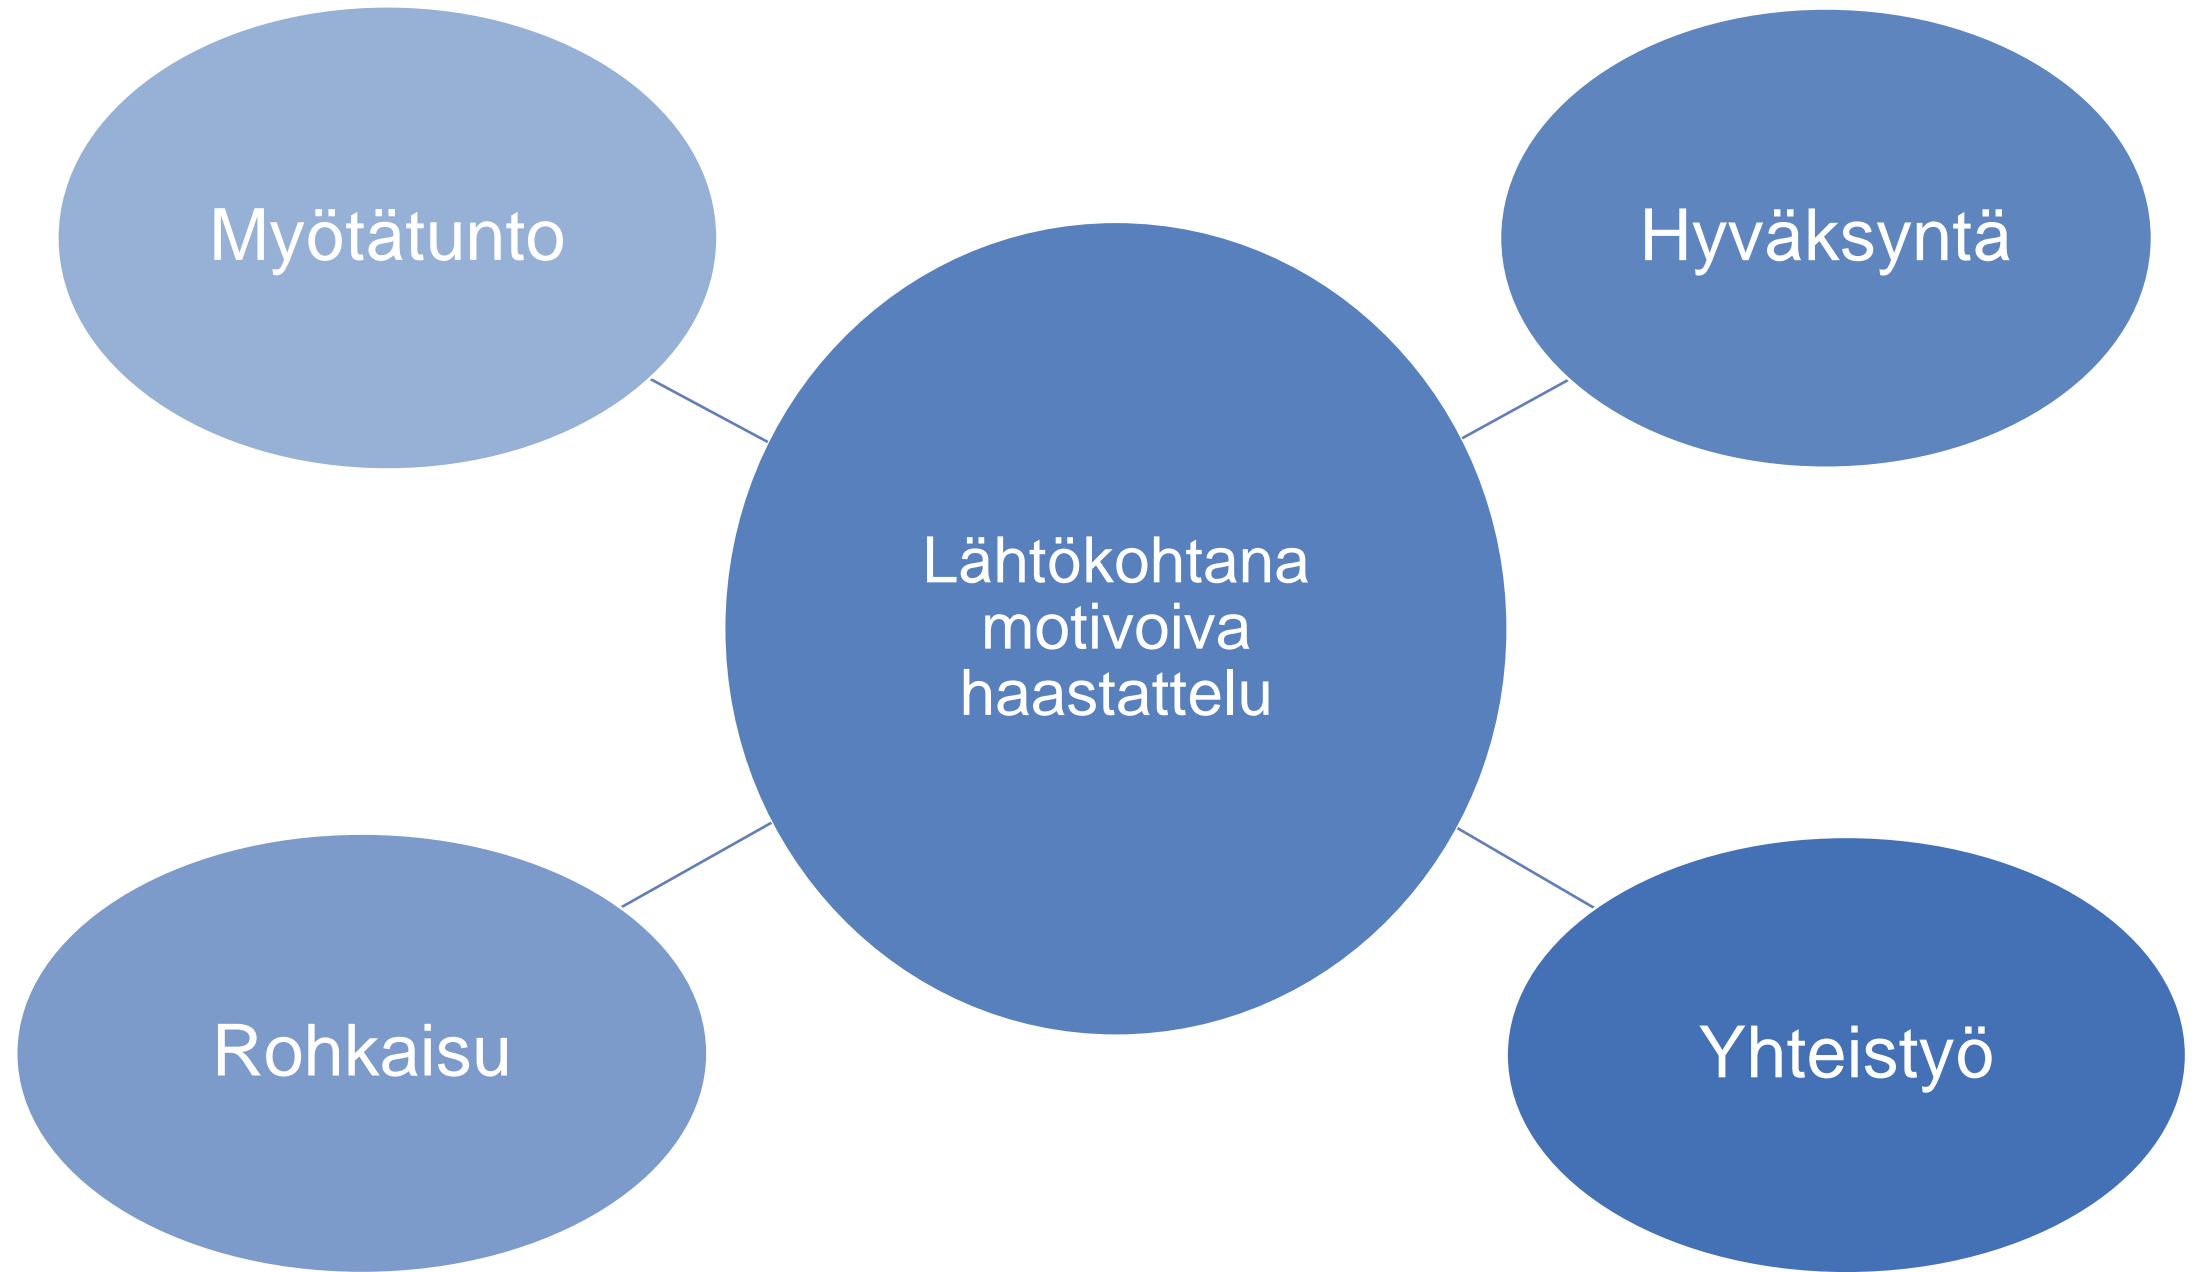 Myötätunto
Hyväksyntä
Lähtökohtana
motivoiva
haastattelu
Rohkaisu
Yhteistyö